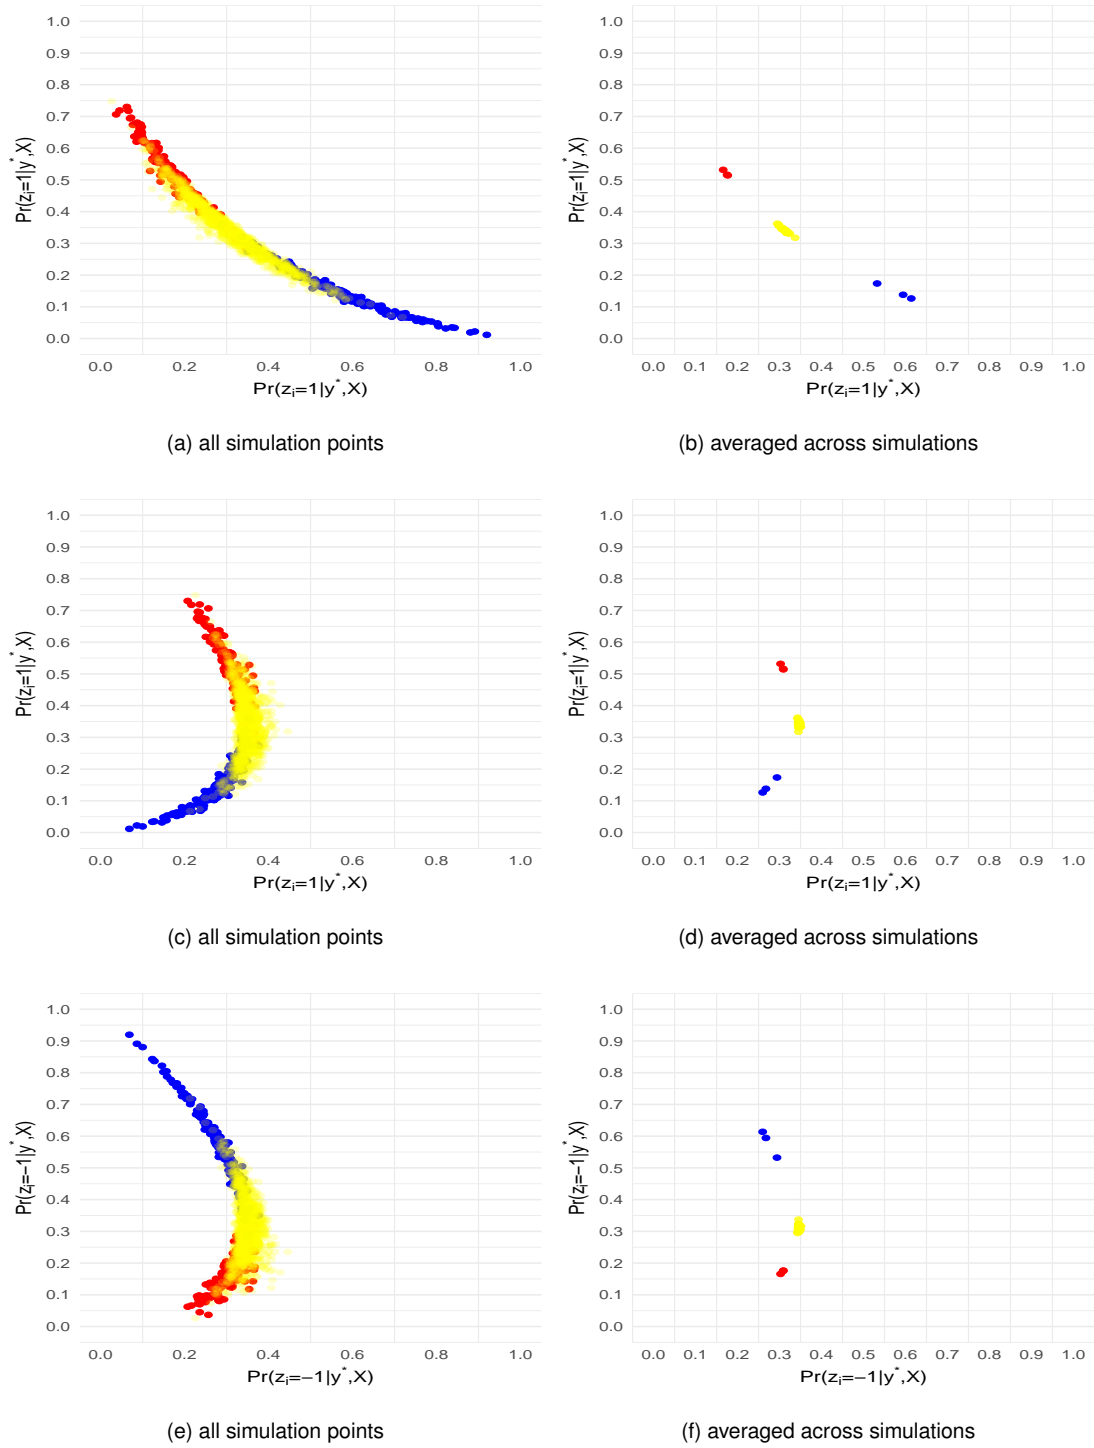 1.0
0.9
0.8
0.7
0.6
0.5
0.4
0.3
0.2
0.1
0.0
Pr(zᵢ=1|y*,X)
0.0 0.2 0.4 0.6 0.8 1.0
Pr(zᵢ=1|y*,X)
(a) all simulation points
1.0
0.9
0.8
0.7
0.6
0.5
0.4
0.3
0.2
0.1
0.0
Pr(zᵢ=1|y*,X)
0.0 0.1 0.2 0.3 0.4 0.5 0.6 0.7 0.8 0.9 1.0
Pr(zᵢ=1|y*,X)
(b) averaged across simulations
1.0
0.9
0.8
0.7
0.6
0.5
0.4
0.3
0.2
0.1
0.0
Pr(zᵢ=1|y*,X)
0.0 0.2 0.4 0.6 0.8 1.0
Pr(zᵢ=1|y*,X)
(c) all simulation points
1.0
0.9
0.8
0.7
0.6
0.5
0.4
0.3
0.2
0.1
0.0
Pr(zᵢ=1|y*,X)
0.0 0.1 0.2 0.3 0.4 0.5 0.6 0.7 0.8 0.9 1.0
Pr(zᵢ=1|y*,X)
(d) averaged across simulations
1.0
0.9
0.8
0.7
0.6
0.5
0.4
0.3
0.2
0.1
0.0
Pr(zᵢ=−1|y*,X)
0.0 0.2 0.4 0.6 0.8 1.0
Pr(zᵢ=−1|y*,X)
(e) all simulation points
1.0
0.9
0.8
0.7
0.6
0.5
0.4
0.3
0.2
0.1
0.0
Pr(zᵢ=−1|y*,X)
0.0 0.1 0.2 0.3 0.4 0.5 0.6 0.7 0.8 0.9 1.0
Pr(zᵢ=−1|y*,X)
(f) averaged across simulations